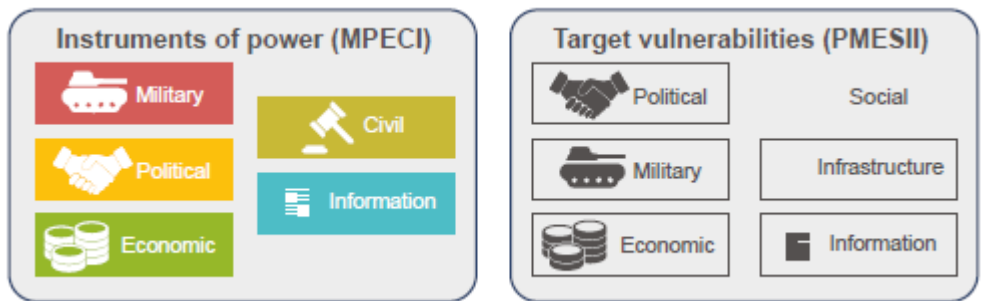 Instruments of power (MPECI)
Military
Political
Economic
Civil
Information
Target vulnerabilities (PMESII)
Political
Military
Economic
Social
Infrastructure
Information